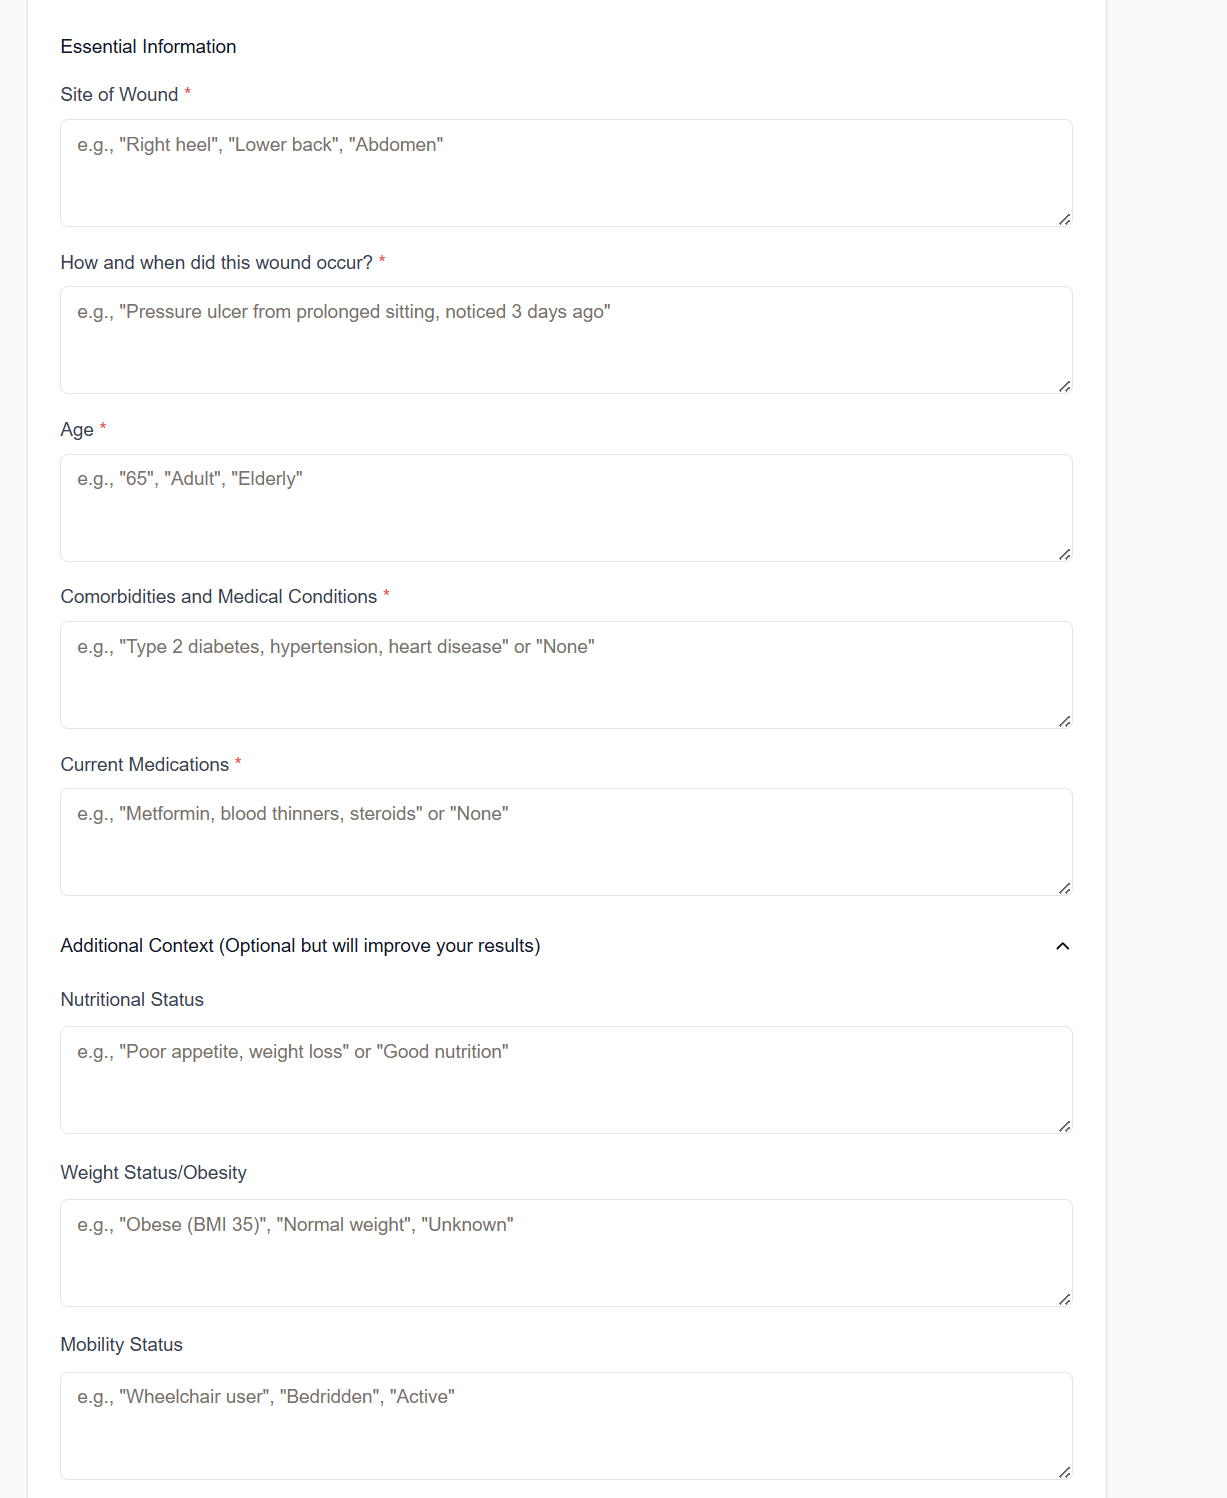 Essential Information
Site of Wound *
e.g., "Right heel", "Lower back", "Abdomen"
How and when did this wound occur? *
e.g., "Pressure ulcer from prolonged sitting, noticed 3 days ago"
Age *
e.g., "65", "Adult", "Elderly"
Comorbidities and Medical Conditions *
e.g., "Type 2 diabetes, hypertension, heart disease" or "None"
Current Medications *
e.g., "Metformin, blood thinners, steroids" or "None"
Additional Context (Optional but will improve your results)
Nutritional Status
e.g., "Poor appetite, weight loss" or "Good nutrition"
Weight Status/Obesity
e.g., "Obese (BMI 35)", "Normal weight", "Unknown"
Mobility Status
e.g., "Wheelchair user", "Bedridden", "Active"